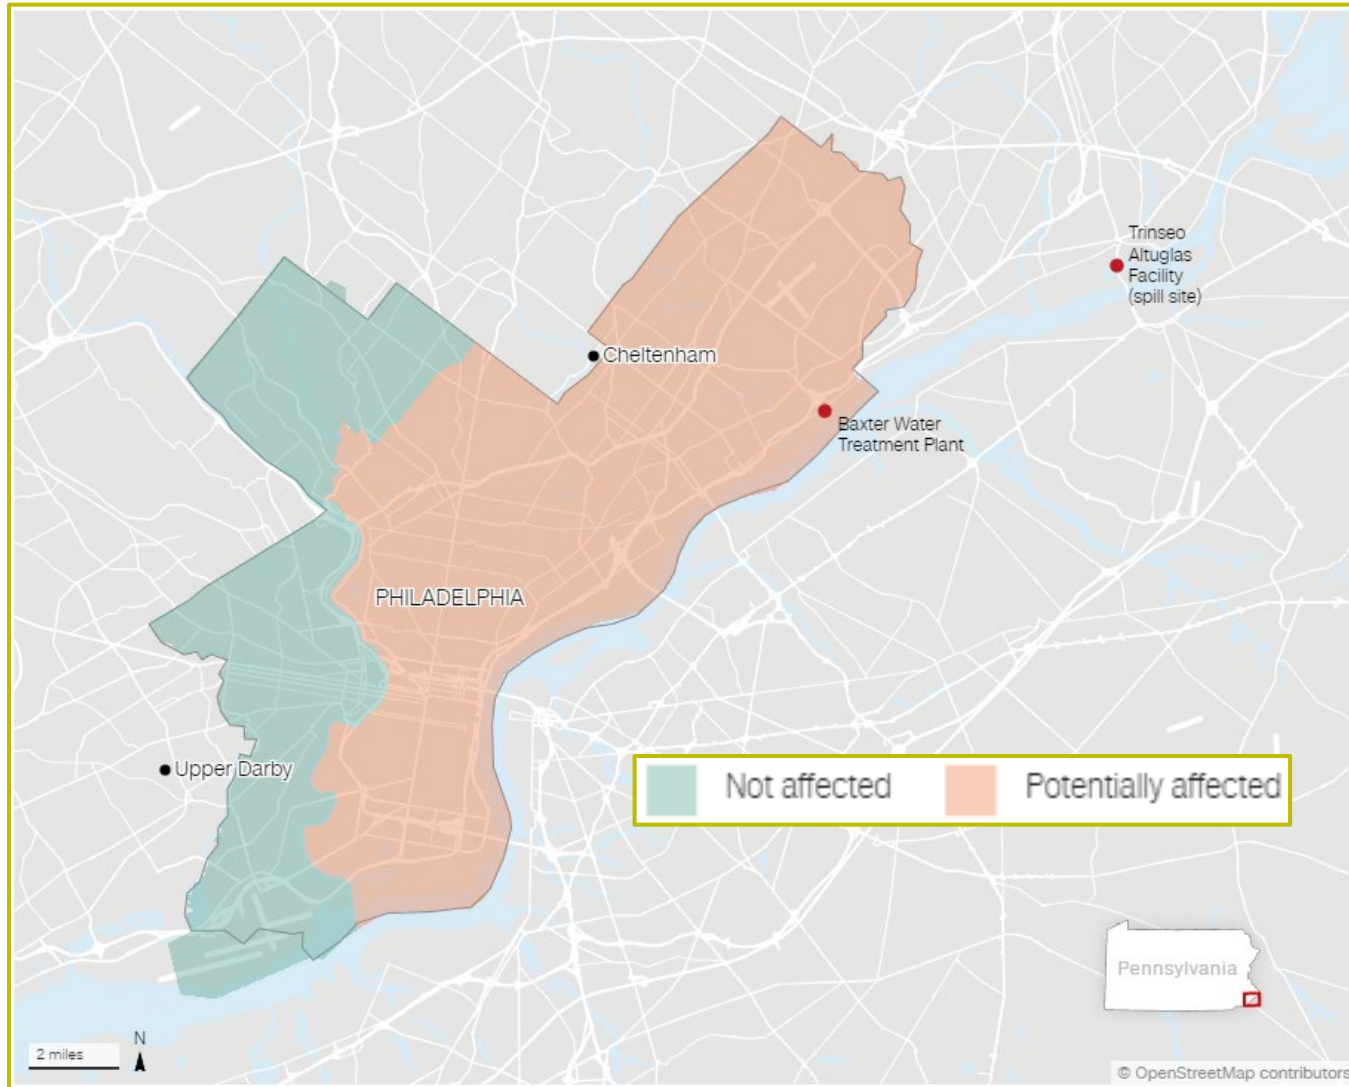 Trinseo
Altuglas
Facility
(spill site)
Cheltenham
Baxter Water
Treatment Plant
PHILADELPHIA
Upper Darby
Not affected
Potentially affected
Pennsylvania
N
2 miles
© OpenStreetMap contributors